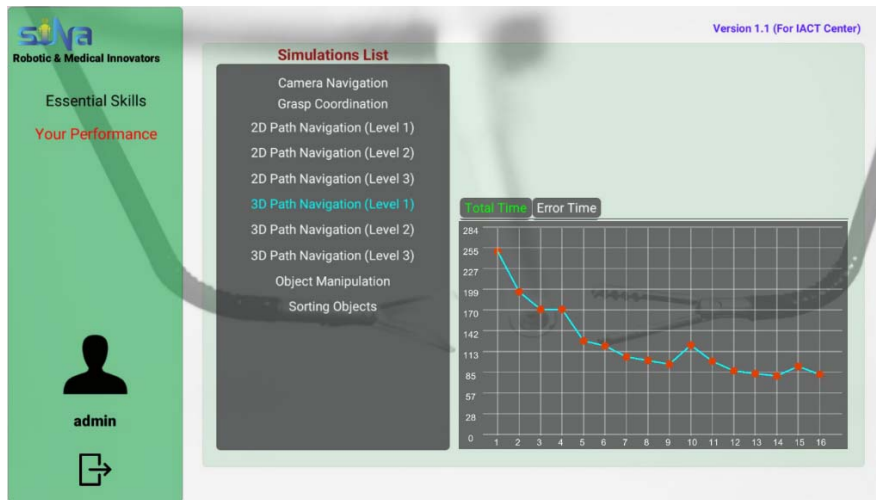 sina
Robotic & Medical Innovators
Essential Skills
Your Performance
admin
Version 1.1 (For IACT Center)
Simulations List
Camera Navigation
Grasp Coordination
2D Path Navigation (Level 1)
2D Path Navigation (Level 2)
2D Path Navigation (Level 3)
3D Path Navigation (Level 1)
3D Path Navigation (Level 2)
3D Path Navigation (Level 3)
Object Manipulation
Sorting Objects
Total Time Error Time
284
255
227
199
170
142
113
85
57
28
0
1 2 3 4 5 6 7 8 9 10 11 12 13 14 15 16